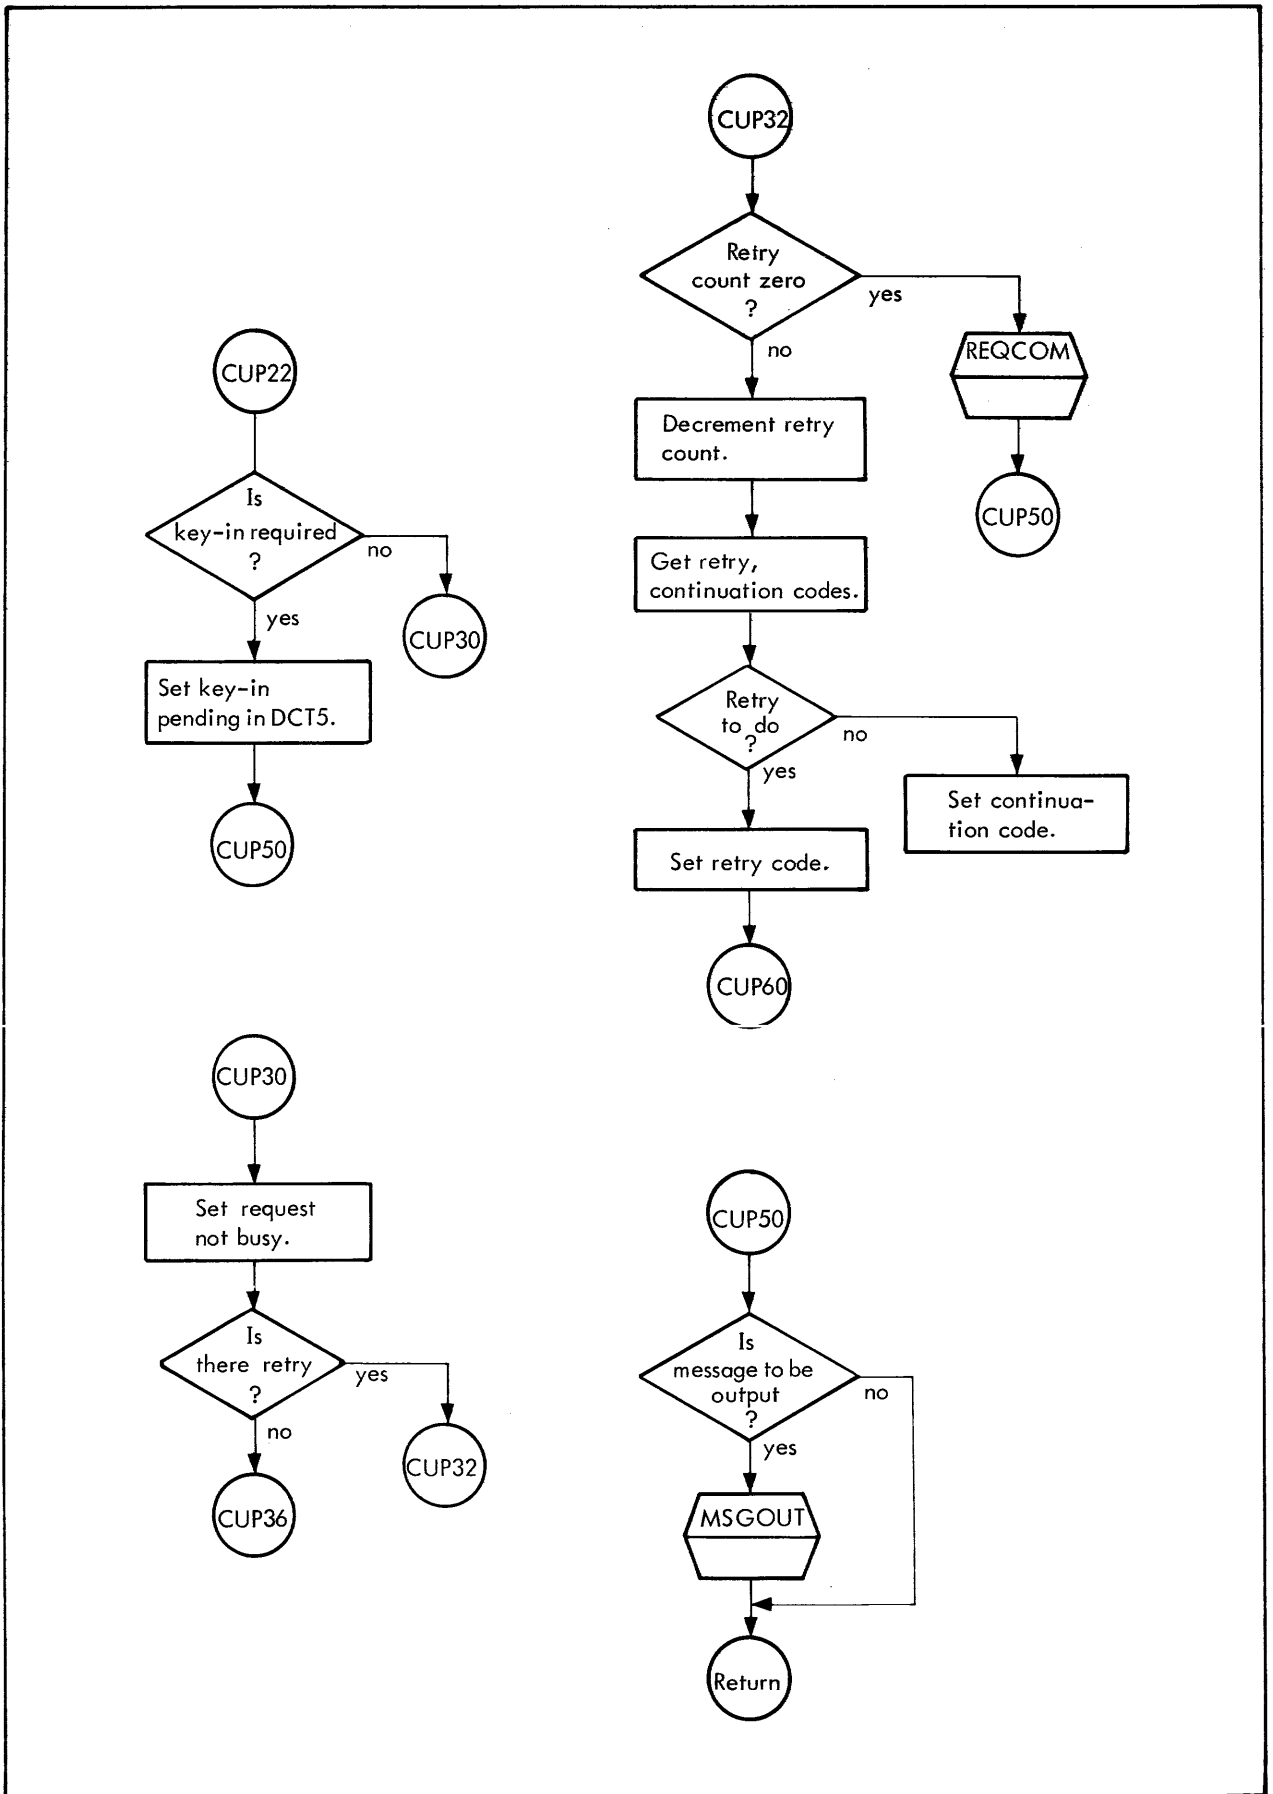 CUP22
Is
key-in required
?
no
CUP30
yes
Set key-in
pending in DCT5.
CUP50
CUP30
Set request
not busy.
Is
there retry
?
yes
CUP32
no
CUP36
CUP32
Retry
count zero
?
yes
REQCOM
CUP50
no
Decrement retry
count.
Get retry,
continuation codes.
Retry
to do
?
no
Set continua-
tion code.
yes
Set retry code.
CUP60
CUP50
Is
message to be
output
?
no
yes
MSGOUT
Return